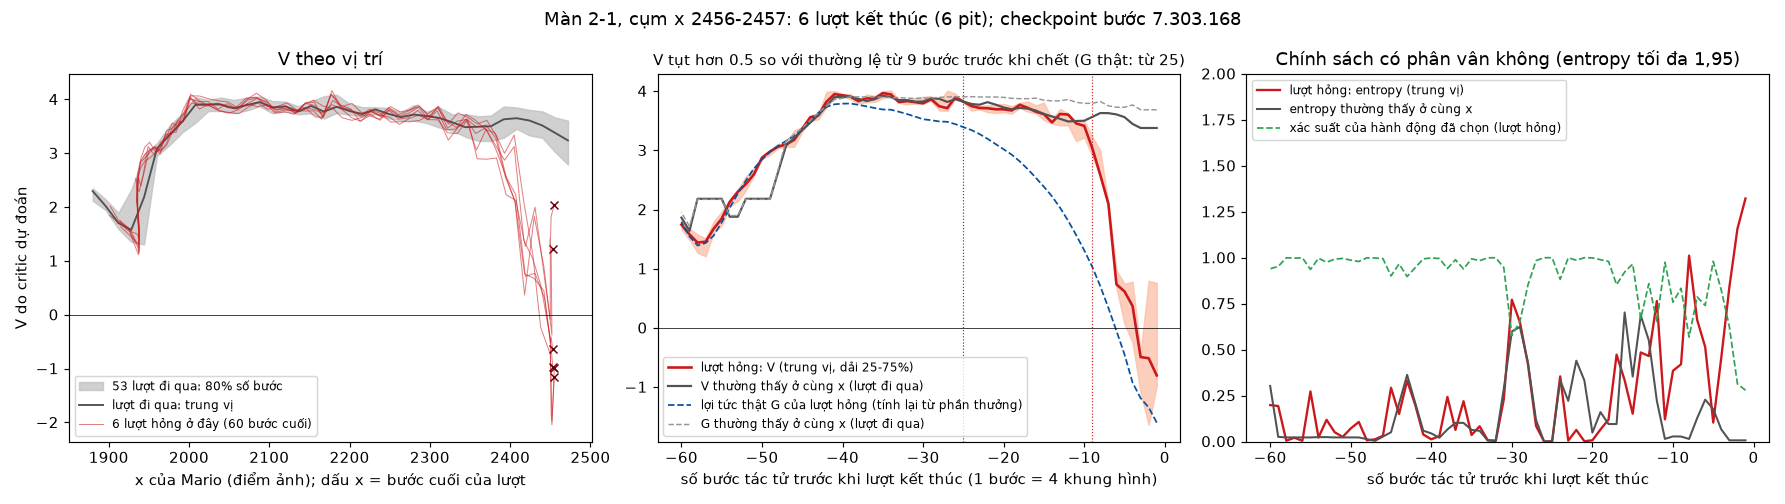 Màn 2-1, cụm x 2456-2457: 6 lượt kết thúc (6 pit); checkpoint bước 7.303.168
V theo vị trí
V do critic dự đoán
4
3
2
1
0
−1
−2
53 lượt đi qua: 80% số bước
lượt đi qua: trung vị
6 lượt hỏng ở đây (60 bước cuối)
1900 2000 2100 2200 2300 2400 2500
x của Mario (điểm ảnh); dấu x = bước cuối của lượt
V tụt hơn 0.5 so với thường lệ từ 9 bước trước khi chết (G thật: từ 25)
4
3
2
1
0
−1
lượt hỏng: V (trung vị, dải 25-75%)
V thường thấy ở cùng x (lượt đi qua)
lợi tức thật G của lượt hỏng (tính lại từ phần thưởng)
G thường thấy ở cùng x (lượt đi qua)
−60 −50 −40 −30 −20 −10 0
số bước tác tử trước khi lượt kết thúc (1 bước = 4 khung hình)
Chính sách có phân vân không (entropy tối đa 1,95)
2.00
1.75
1.50
1.25
1.00
0.75
0.50
0.25
0.00
lượt hỏng: entropy (trung vị)
entropy thường thấy ở cùng x
xác suất của hành động đã chọn (lượt hỏng)
−60 −50 −40 −30 −20 −10 0
số bước tác tử trước khi lượt kết thúc